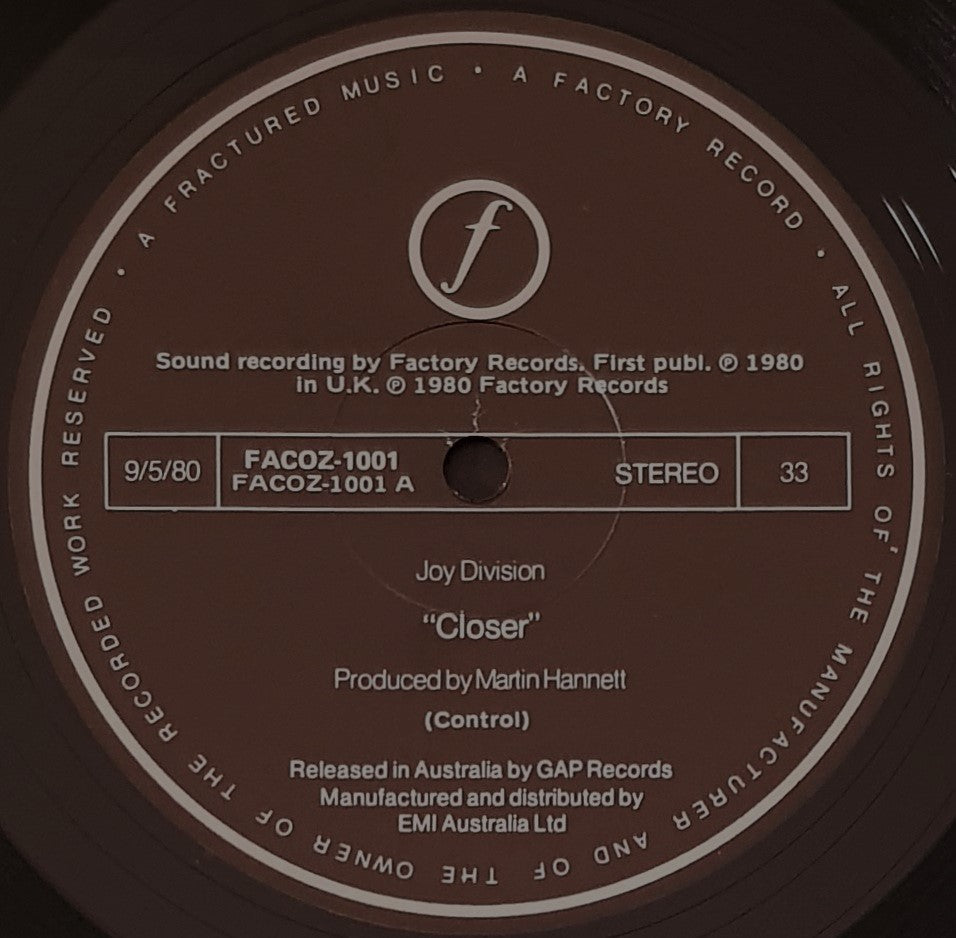 A FRACTURED MUSIC • A FACTORY RECORD • ALL RIGHTS OF THE MANUFACTURER AND OF THE OWNER OF THE RECORDED WORK RESERVED •
f
Sound recording by Factory Records. First publ. ℗ 1980
in U.K. ℗ 1980 Factory Records
9/5/80 FACOZ-1001 STEREO 33
FACOZ-1001 A
Joy Division
“Closer”
Produced by Martin Hannett
(Control)
Released in Australia by GAP Records
Manufactured and distributed by
EMI Australia Ltd